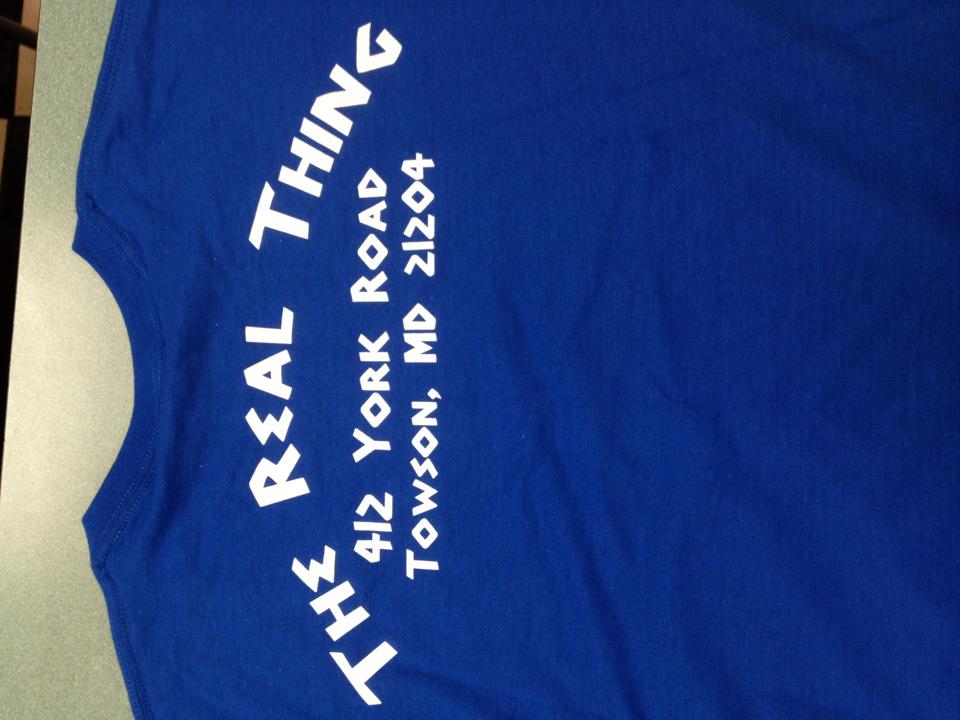 THE REAL THING
412 YORK ROAD
TOWSON, MD 21204